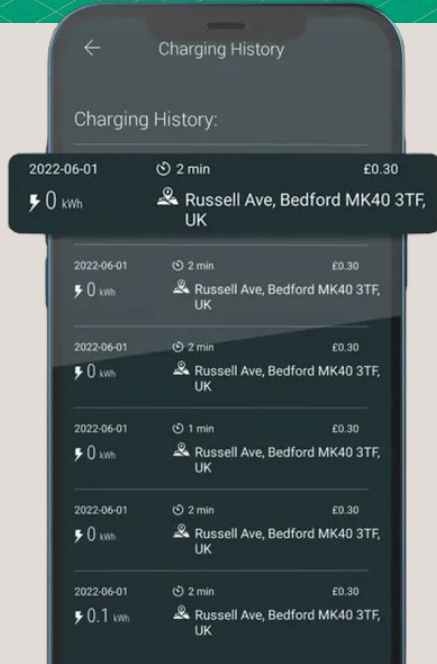 Charging History
Charging History:
2022-06-01 2 min £0.30
0 kWh Russell Ave, Bedford MK40 3TF,
UK
2022-06-01 2 min £0.30
0 kWh Russell Ave, Bedford MK40 3TF,
UK
2022-06-01 2 min £0.30
0 kWh Russell Ave, Bedford MK40 3TF,
UK
2022-06-01 1 min £0.30
0 kWh Russell Ave, Bedford MK40 3TF,
UK
2022-06-01 2 min £0.30
0 kWh Russell Ave, Bedford MK40 3TF,
UK
2022-06-01 2 min £0.30
0.1 kWh Russell Ave, Bedford MK40 3TF,
UK